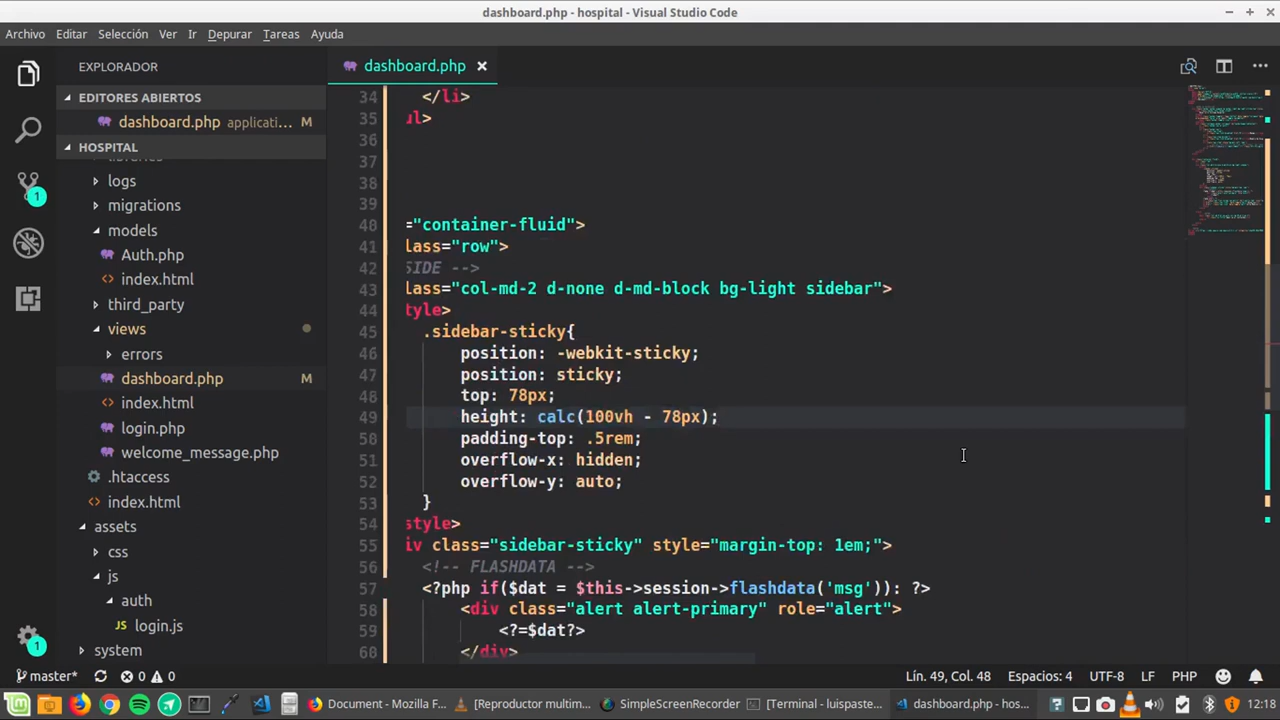 dashboard.php - hospital - Visual Studio Code
Archivo Editar Selección Ver Ir Depurar Tareas Ayuda
EXPLORADOR
EDITORES ABIERTOS
dashboard.php applicati... M
HOSPITAL
libraries
logs
migrations
models
Auth.php
index.html
third_party
views
errors
dashboard.php M
index.html
login.php
welcome_message.php
.htaccess
index.html
assets
css
js
auth
login.js
system
1
1
dashboard.php
34 </li>
35 ul>
36
37
38
39
40 ="container-fluid">
41 lass="row">
42 SIDE -->
43 lass="col-md-2 d-none d-md-block bg-light sidebar">
44 tyle>
45 .sidebar-sticky{
46 position: -webkit-sticky;
47 position: sticky;
48 top: 78px;
49 height: calc(100vh - 78px);
50 padding-top: .5rem;
51 overflow-x: hidden;
52 overflow-y: auto;
53 }
54 style>
55 iv class="sidebar-sticky" style="margin-top: 1em;">
56 <!-- FLASHDATA -->
57 <?php if($dat = $this->session->flashdata('msg')): ?>
58 <div class="alert alert-primary" role="alert">
59 <?=$dat?>
60 </div>
master* 0 0 Lín. 49, Col. 48 Espacios: 4 UTF-8 LF PHP
Document - Mozilla F... [Reproductor multim... SimpleScreenRecorder [Terminal - luispaste... dashboard.php - hos... 12:18